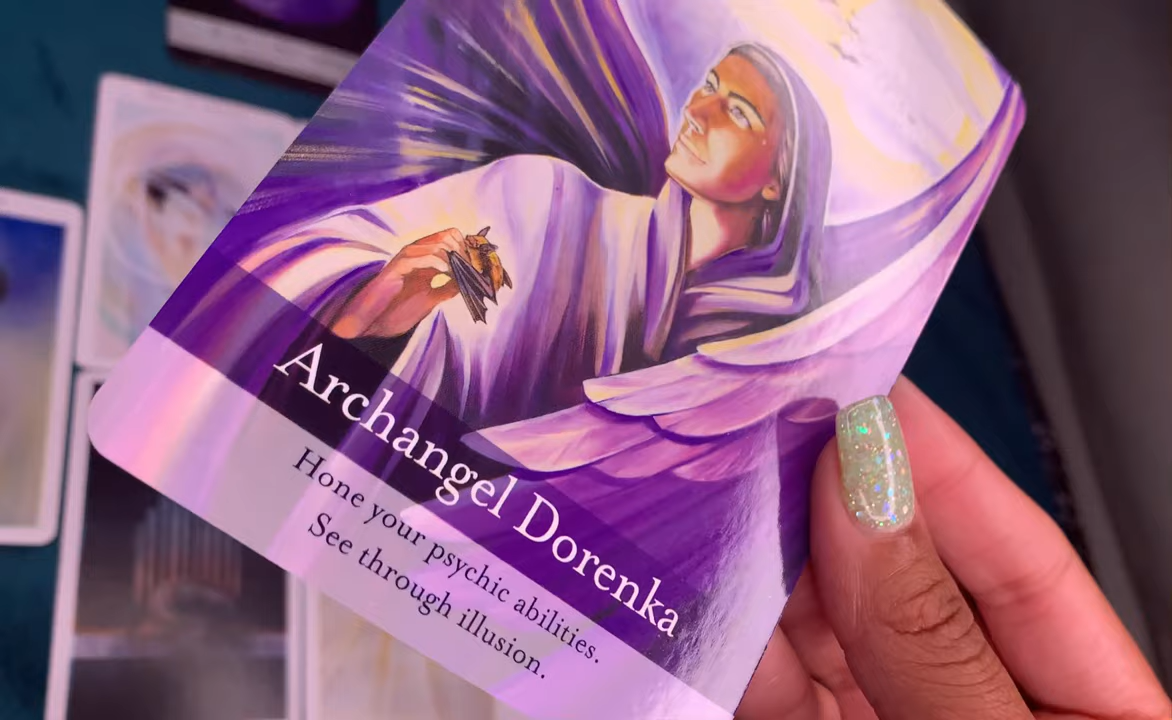 Archangel Dorenka
Hone your psychic abilities.
See through illusion.